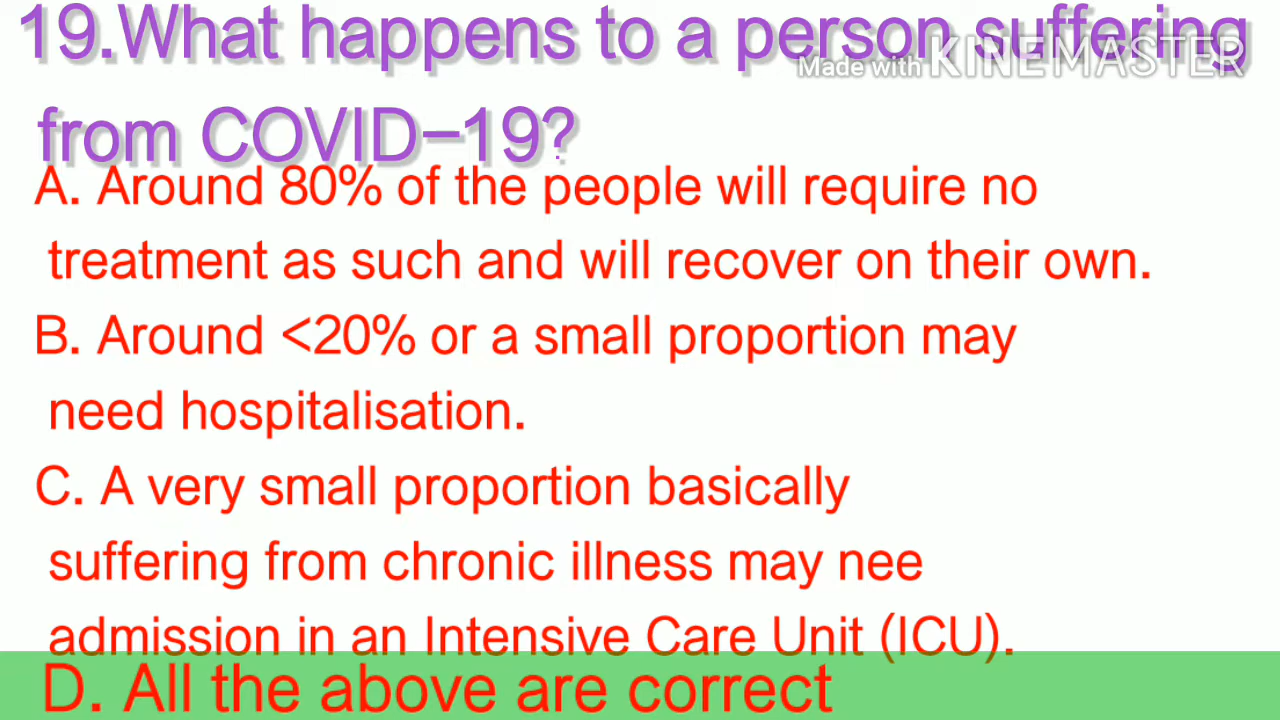 19.What happens to a person suffering
Made with KINEMASTER
from COVID-19?
A. Around 80% of the people will require no
treatment as such and will recover on their own.
B. Around <20% or a small proportion may
need hospitalisation.
C. A very small proportion basically
suffering from chronic illness may nee
admission in an Intensive Care Unit (ICU).
D. All the above are correct